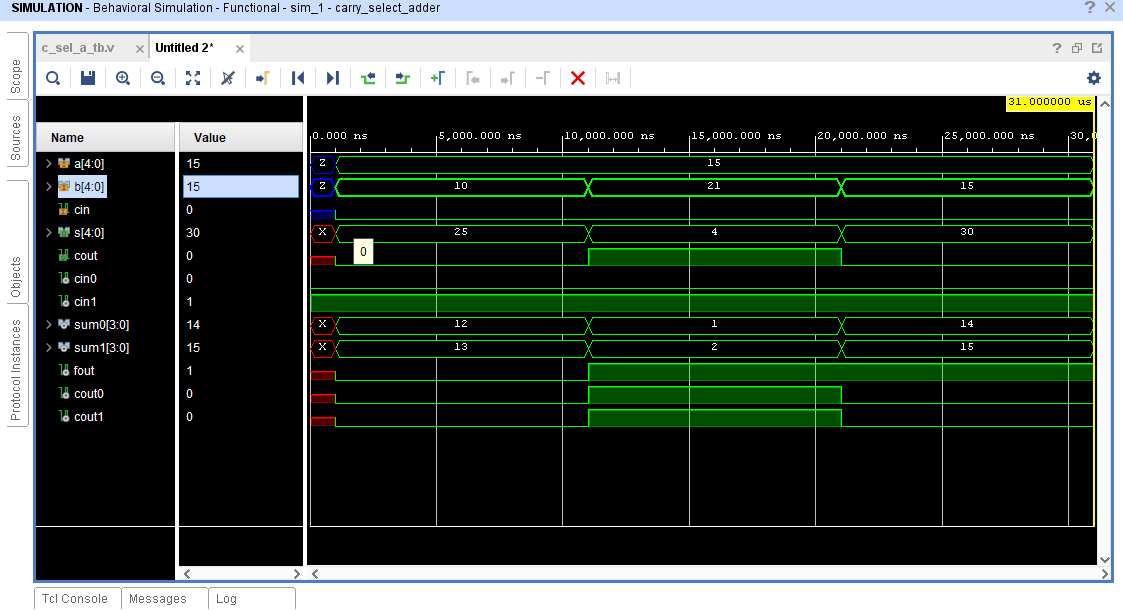 SIMULATION - Behavioral Simulation - Functional - sim_1 - carry_select_adder
?
Scope
Sources
Objects
Protocol Instances
c_sel_a_tb.v
Untitled 2*
?
31.000000 us
Name
Value
0.000 ns
5,000.000 ns
10,000.000 ns
15,000.000 ns
20,000.000 ns
25,000.000 ns
30,0
a[4:0] 15 Z 15
b[4:0] 15 Z 10 21 15
cin 0
s[4:0] 30 X 25 4 30
cout 0
0
cin0 0
cin1 1
sum0[3:0] 14 X 12 1 14
sum1[3:0] 15 X 13 2 15
fout 1
cout0 0
cout1 0
Tcl Console
Messages
Log